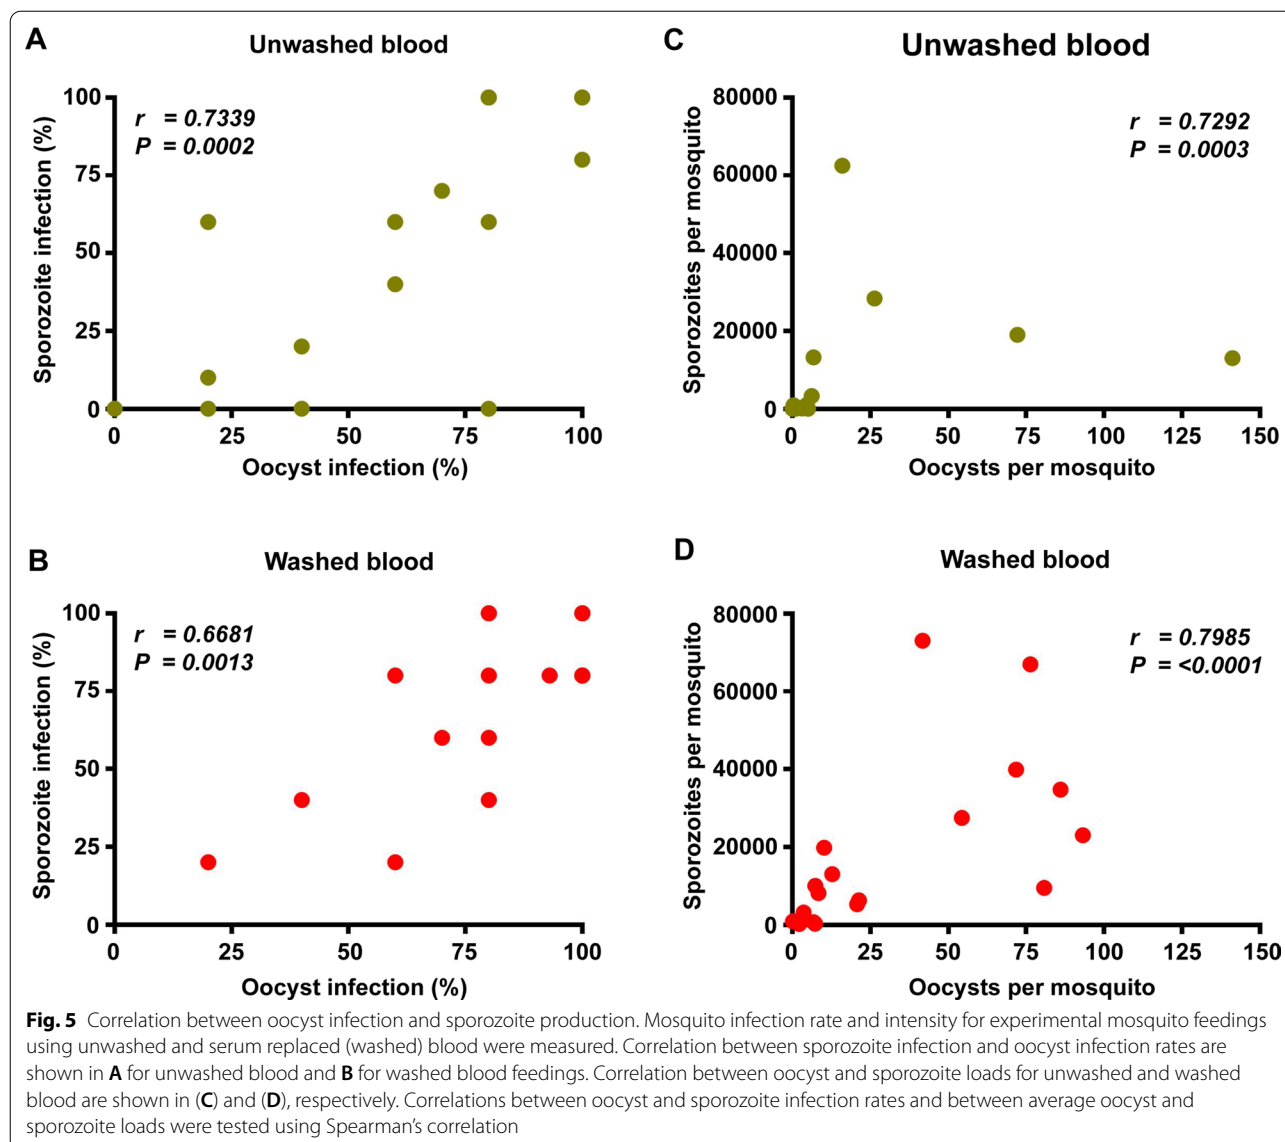 A
Unwashed blood
r = 0.7339
P = 0.0002
Sporozoite infection (%)
100
75
50
25
0
0 25 50 75 100
Oocyst infection (%)
C
Unwashed blood
r = 0.7292
P = 0.0003
Sporozoites per mosquito
80000
60000
40000
20000
0
0 25 50 75 100 125 150
Oocysts per mosquito
B
Washed blood
r = 0.6681
P = 0.0013
Sporozoite infection (%)
100
75
50
25
0
0 25 50 75 100
Oocyst infection (%)
D
Washed blood
r = 0.7985
P = <0.0001
Sporozoites per mosquito
80000
60000
40000
20000
0
0 25 50 75 100 125 150
Oocysts per mosquito
Fig. 5 Correlation between oocyst infection and sporozoite production. Mosquito infection rate and intensity for experimental mosquito feedings
using unwashed and serum replaced (washed) blood were measured. Correlation between sporozoite infection and oocyst infection rates are
shown in A for unwashed blood and B for washed blood feedings. Correlation between oocyst and sporozoite loads for unwashed and washed
blood are shown in (C) and (D), respectively. Correlations between oocyst and sporozoite infection rates and between average oocyst and
sporozoite loads were tested using Spearman's correlation